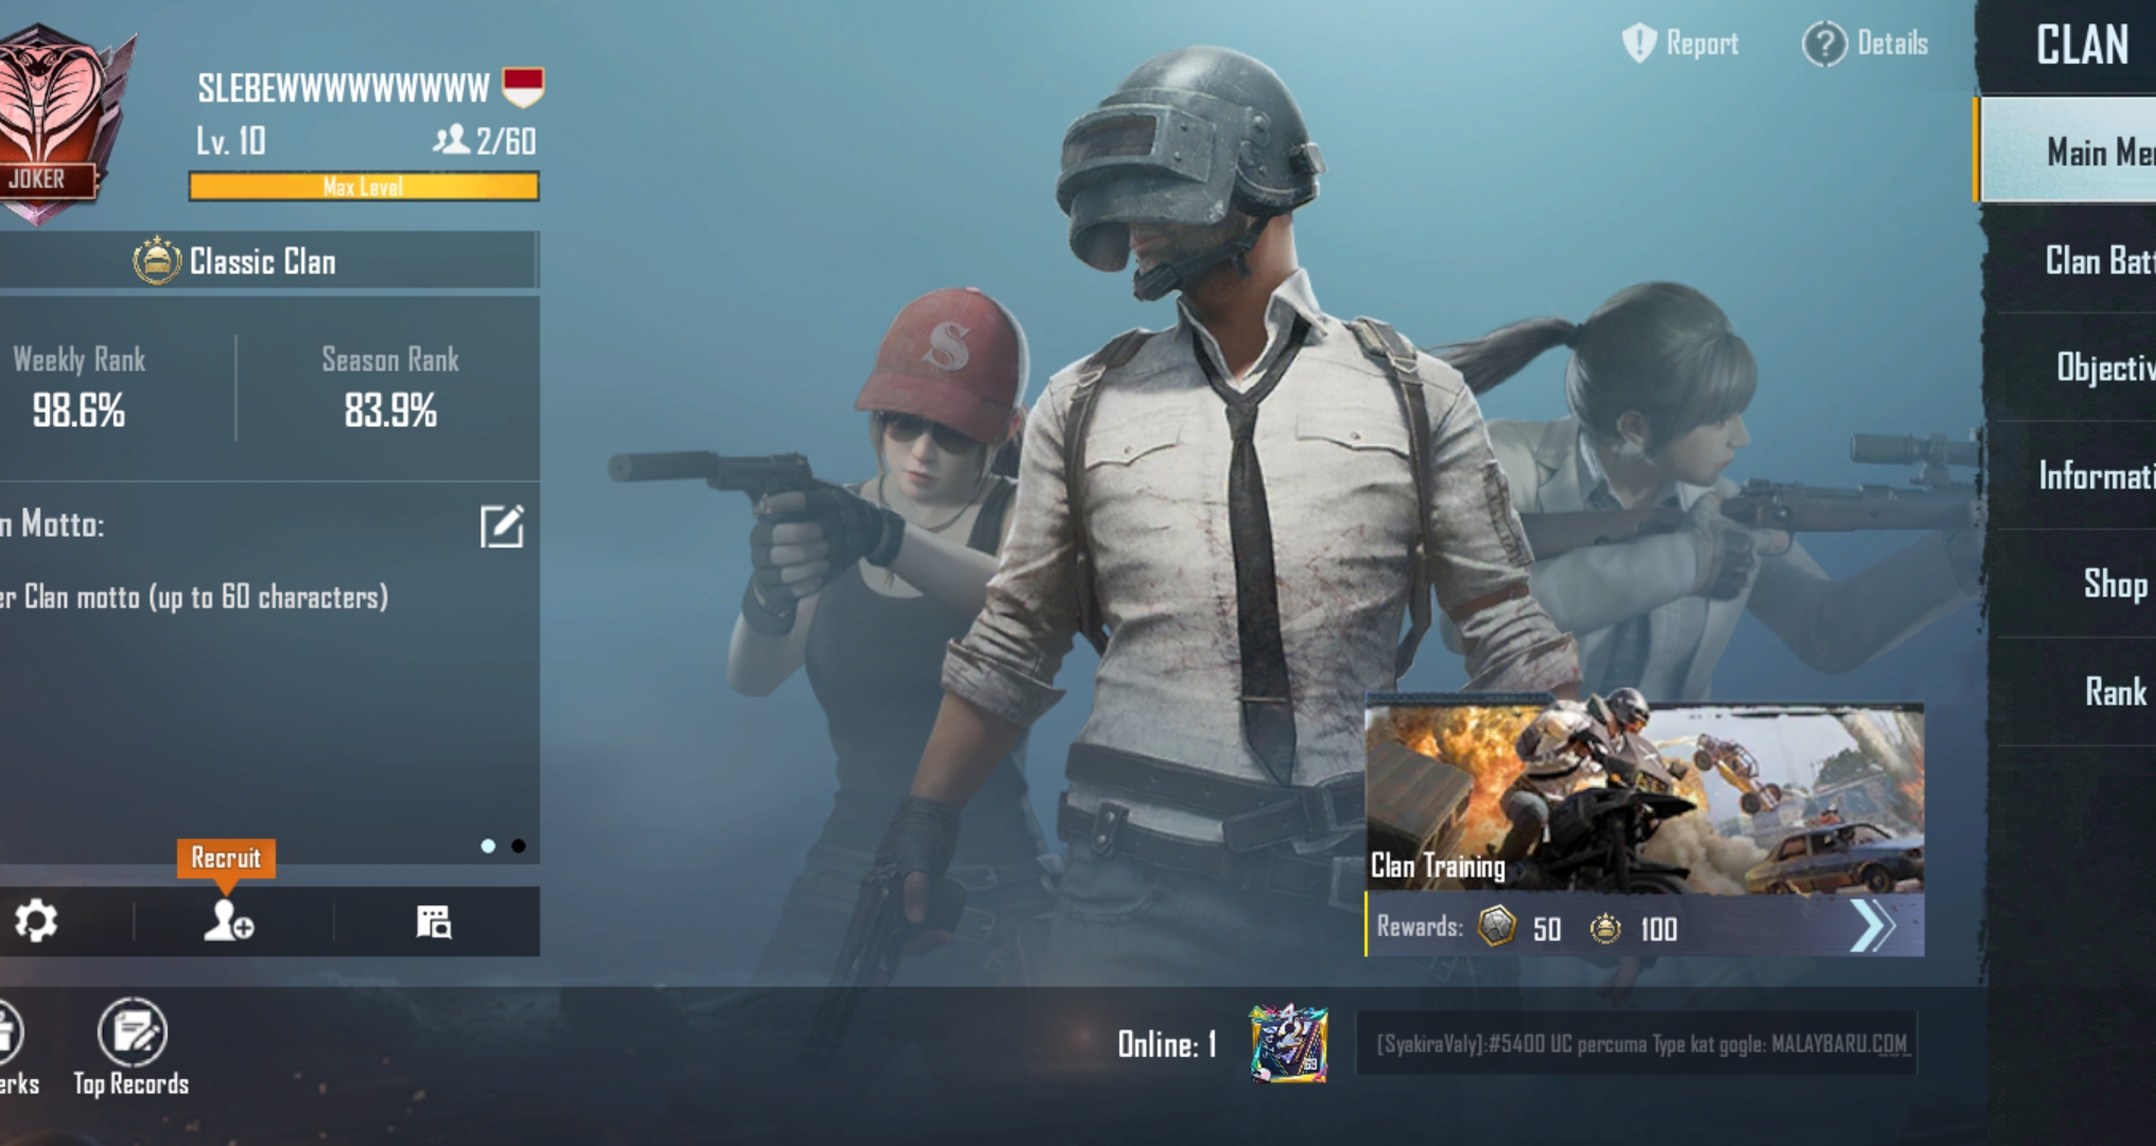 JOKER
SLEBEWWWWWWWWW
Lv. 10
2/60
Max Level
Classic Clan
Weekly Rank
98.6%
Season Rank
83.9%
Motto:
Clan motto (up to 60 characters)
Recruit
Top Records
Report
Details
S
Clan Training
Rewards: 50 100
Online: 1
[SyakiraValy]:#5400 UC percuma Type kat gogle: MALAYBARU.COM
CLAN
Main Me
Clan Bat
Objectiv
Informati
Shop
Rank